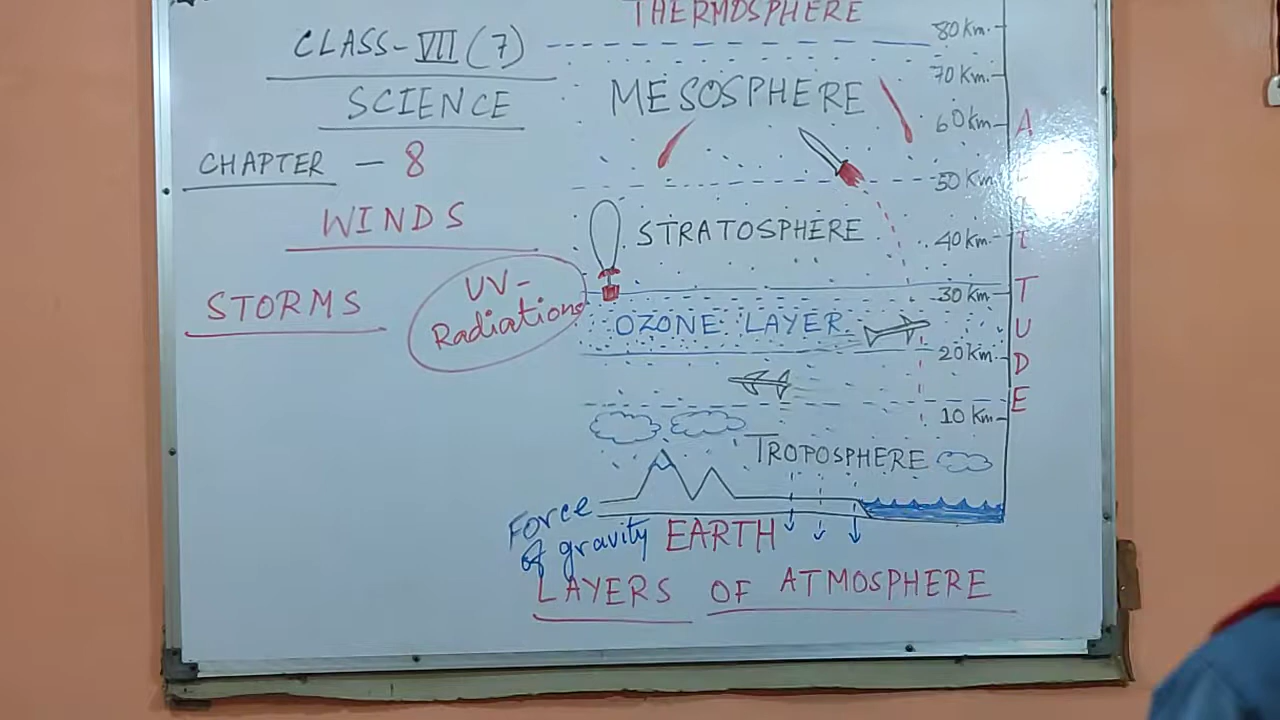 CLASS-VII (7)
SCIENCE
CHAPTER - 8
WINDS
STORMS
UV-
Radiations
THERMOSPHERE
MESOSPHERE
STRATOSPHERE
OZONE LAYER
TROPOSPHERE
80 Km.
70 Km.
60 Km
50 Km
40 Km.
30 Km
20 Km.
10 Km
A
T
T
U
D
E
Force
of gravity
EARTH
LAYERS OF ATMOSPHERE